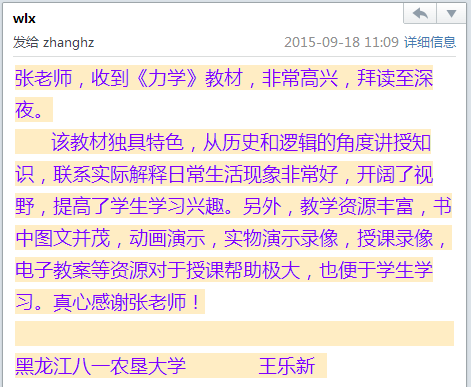 wlx
发给 zhanghz 2015-09-18 11:09 详细信息
张老师，收到《力学》教材，非常高兴，拜读至深
夜。
该教材独具特色，从历史和逻辑的角度讲授知
识，联系实际解释日常生活现象非常好，开阔了视
野，提高了学生学习兴趣。另外，教学资源丰富，书
中图文并茂，动画演示，实物演示录像，授课录像，
电子教案等资源对于授课帮助极大，也便于学生学
习。真心感谢张老师！
黑龙江八一农垦大学 王乐新